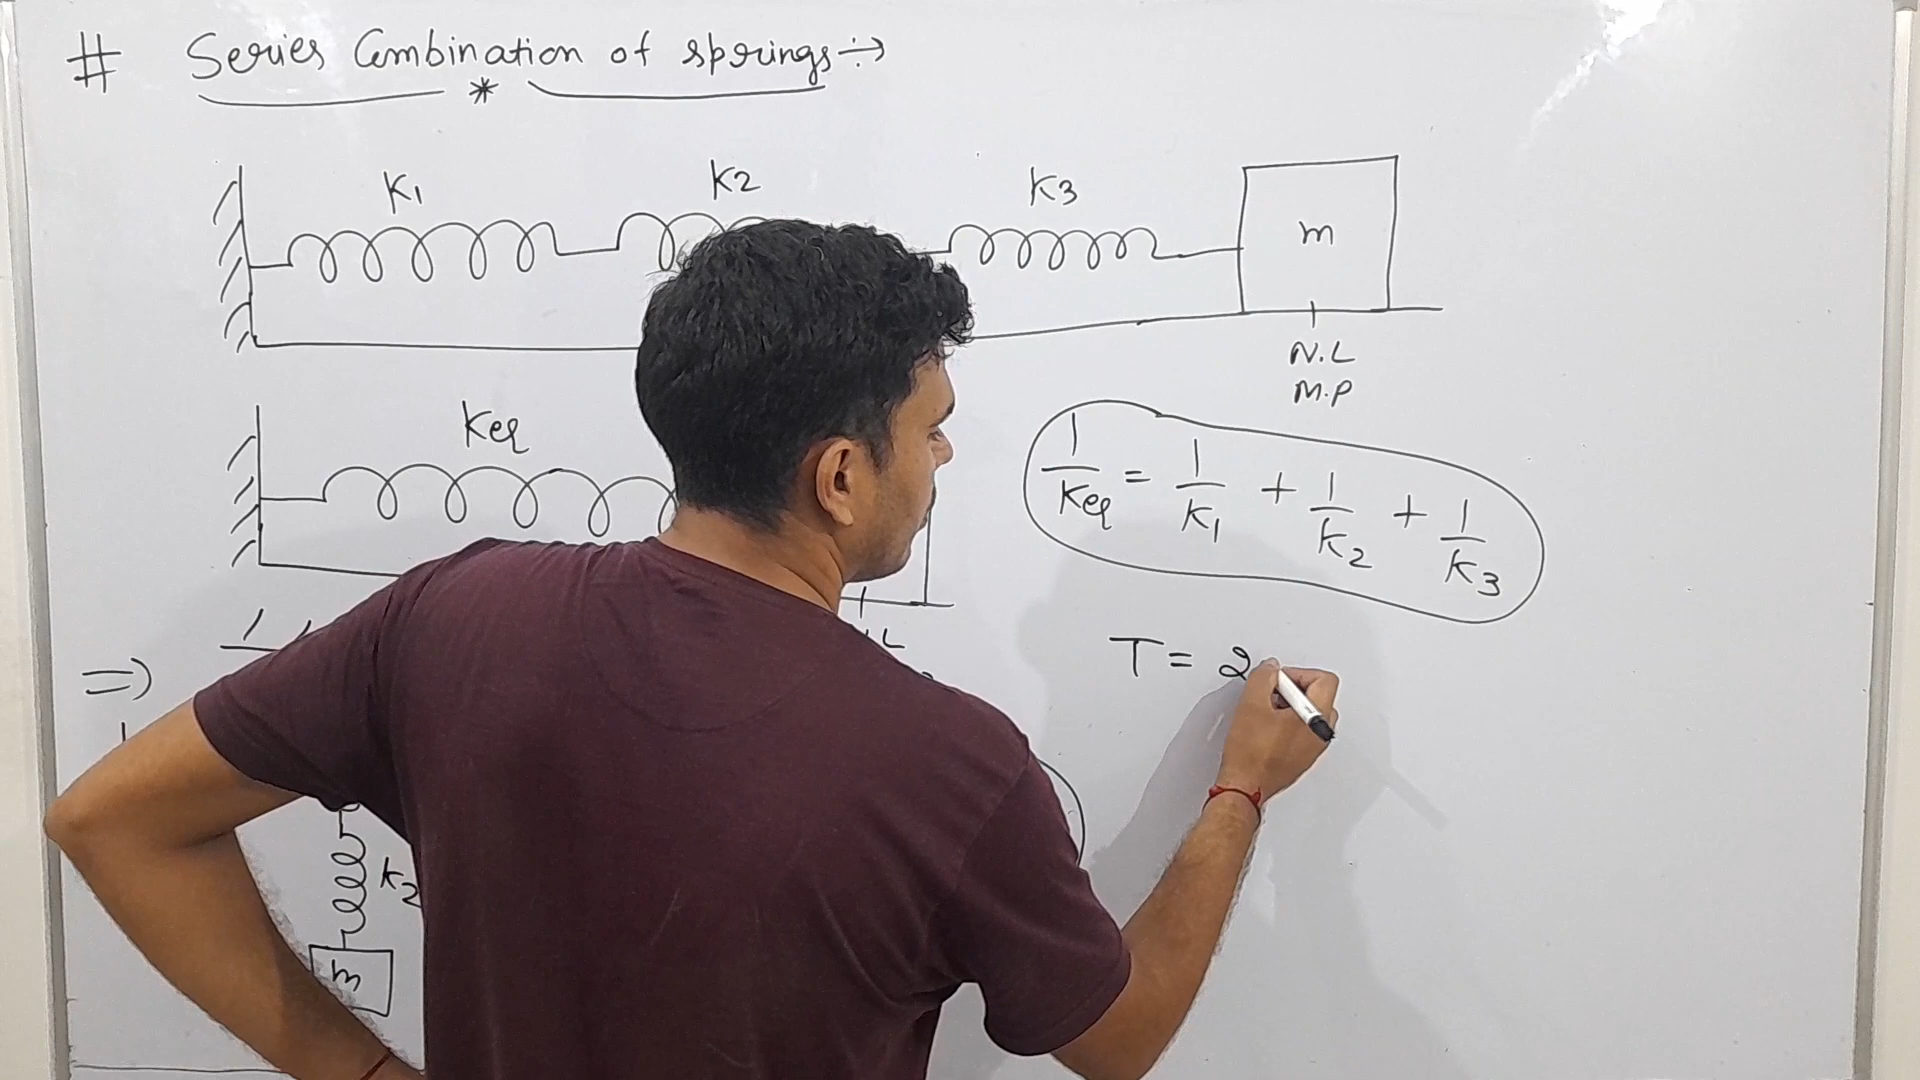 # Series Combination of springs÷→
*
K1 K2 K3
m
N.L
M.P
Keq
1/Keq = 1/K1 + 1/K2 + 1/K3
T = 2
=)
K2
m